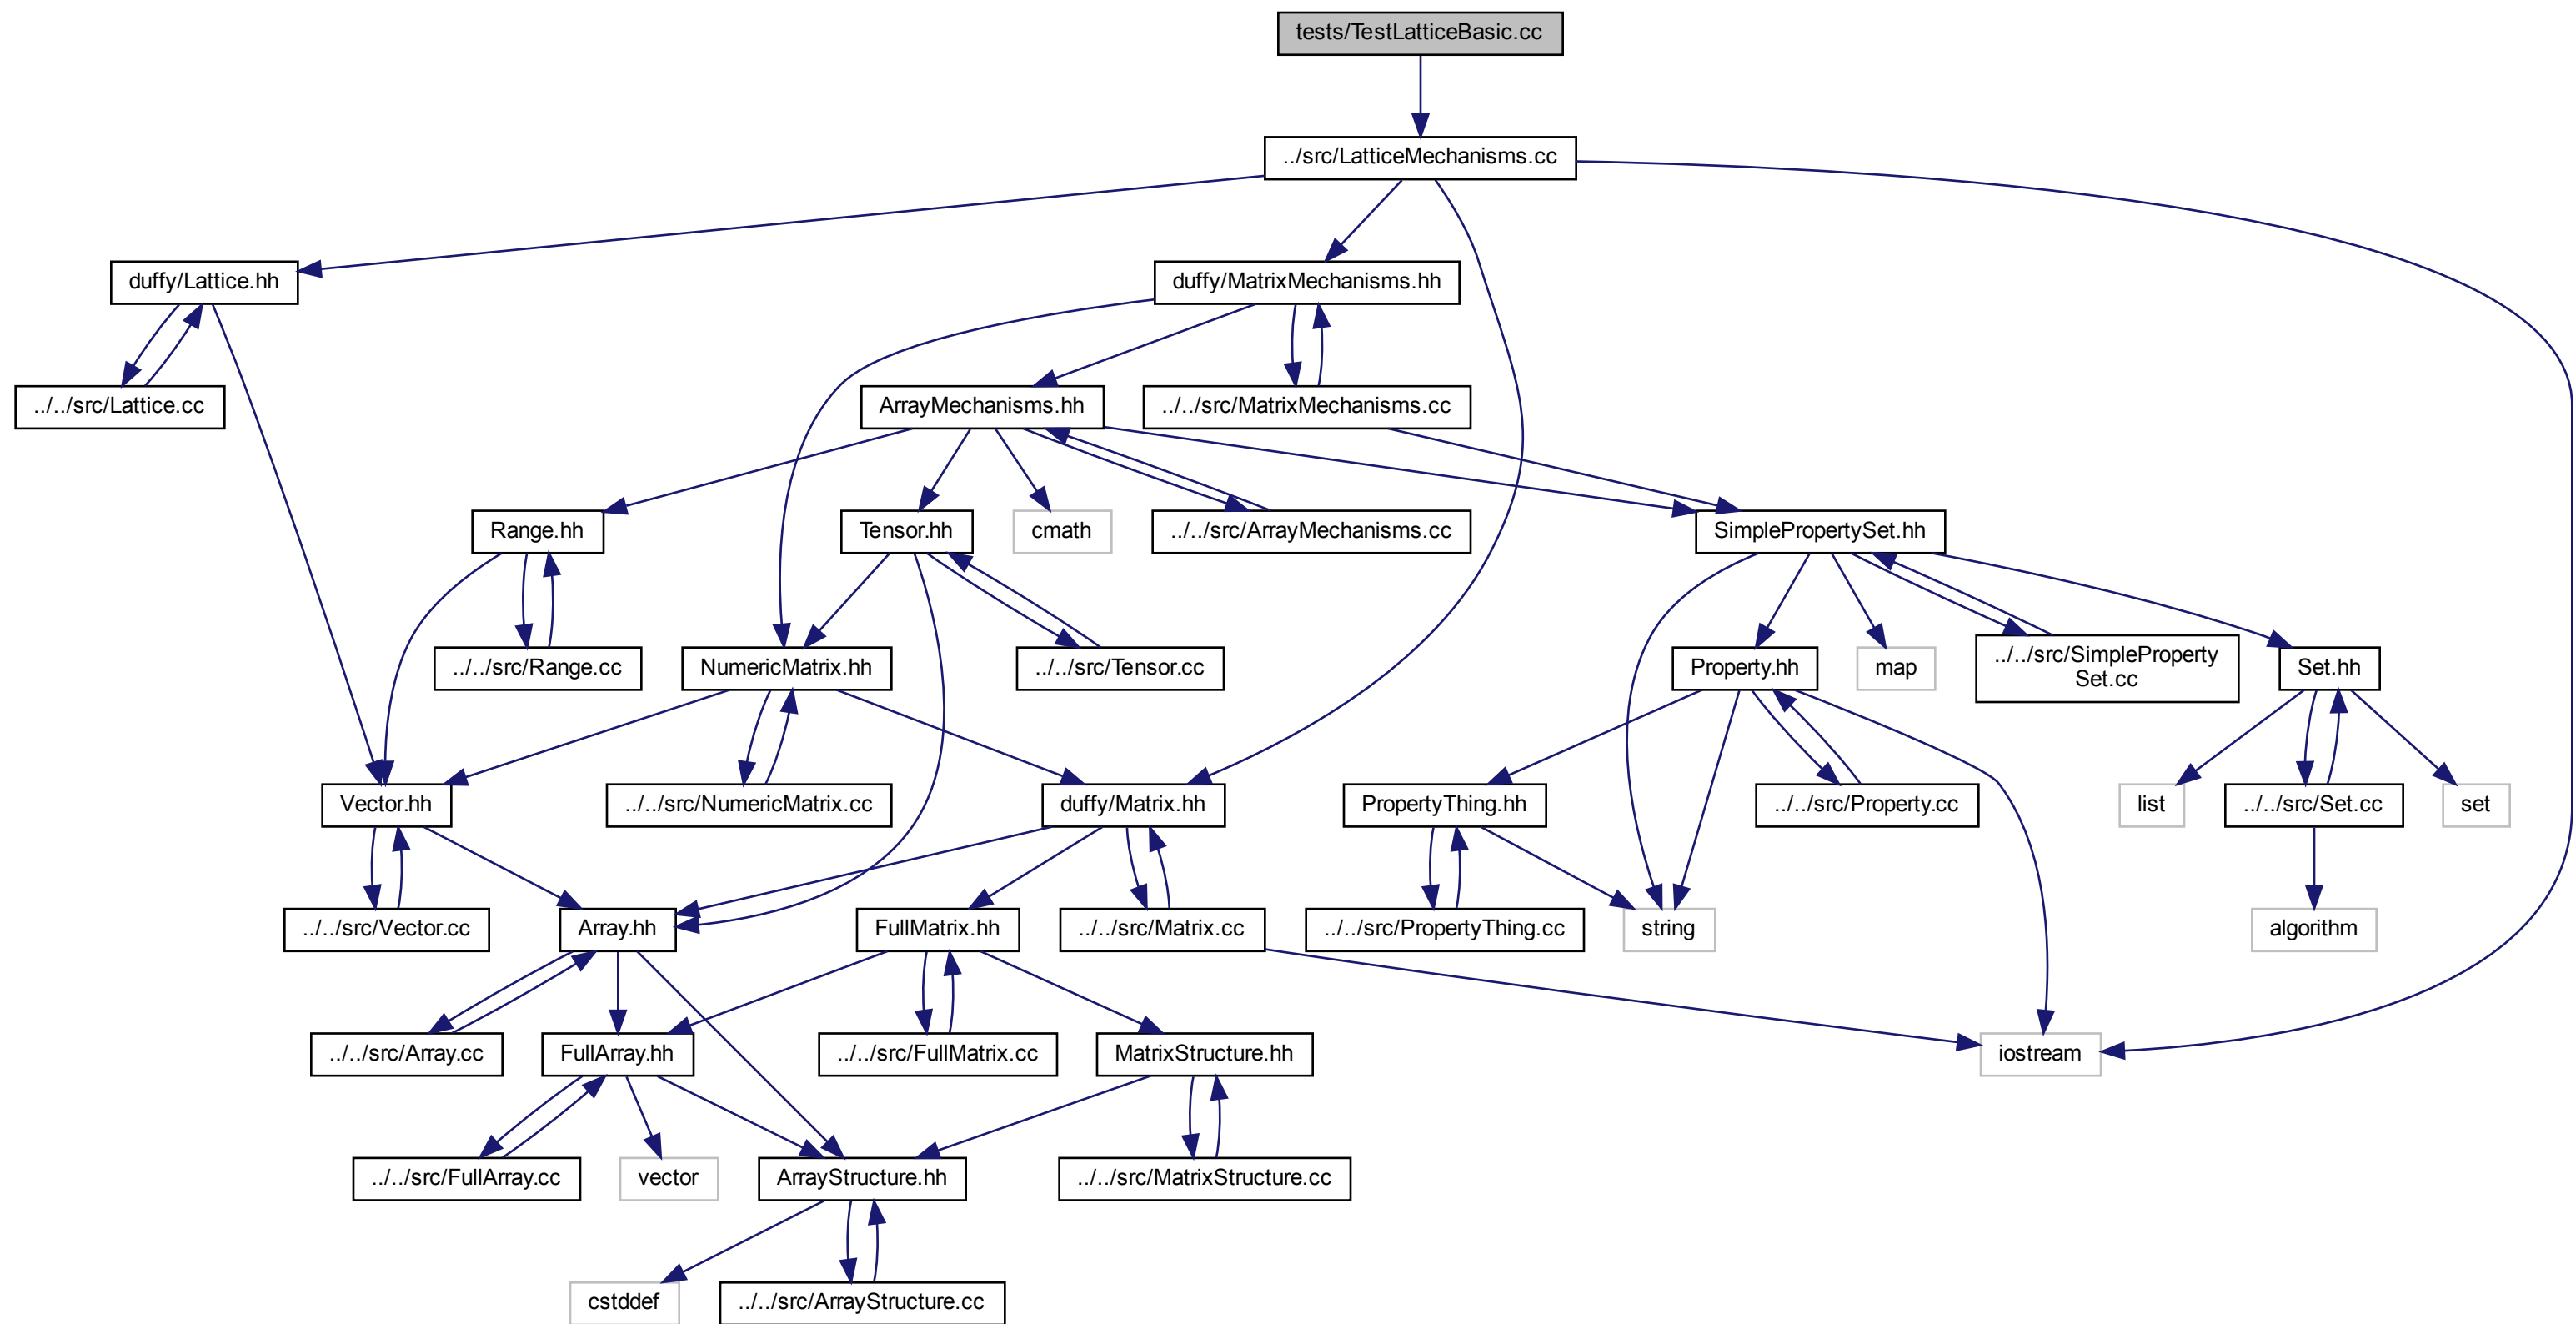 tests/TestLatticeBasic.cc
../src/LatticeMechanisms.cc
duffy/Lattice.hh
duffy/MatrixMechanisms.hh
../../src/Lattice.cc
ArrayMechanisms.hh
../../src/MatrixMechanisms.cc
Range.hh
Tensor.hh
cmath
../../src/ArrayMechanisms.cc
SimplePropertySet.hh
../../src/Range.cc
NumericMatrix.hh
../../src/Tensor.cc
Property.hh
map
../../src/SimpleProperty
Set.cc
Set.hh
Vector.hh
../../src/NumericMatrix.cc
duffy/Matrix.hh
PropertyThing.hh
../../src/Property.cc
list
../../src/Set.cc
set
../../src/Vector.cc
Array.hh
FullMatrix.hh
../../src/Matrix.cc
../../src/PropertyThing.cc
string
algorithm
../../src/Array.cc
FullArray.hh
../../src/FullMatrix.cc
MatrixStructure.hh
iostream
../../src/FullArray.cc
vector
ArrayStructure.hh
../../src/MatrixStructure.cc
cstddef
../../src/ArrayStructure.cc